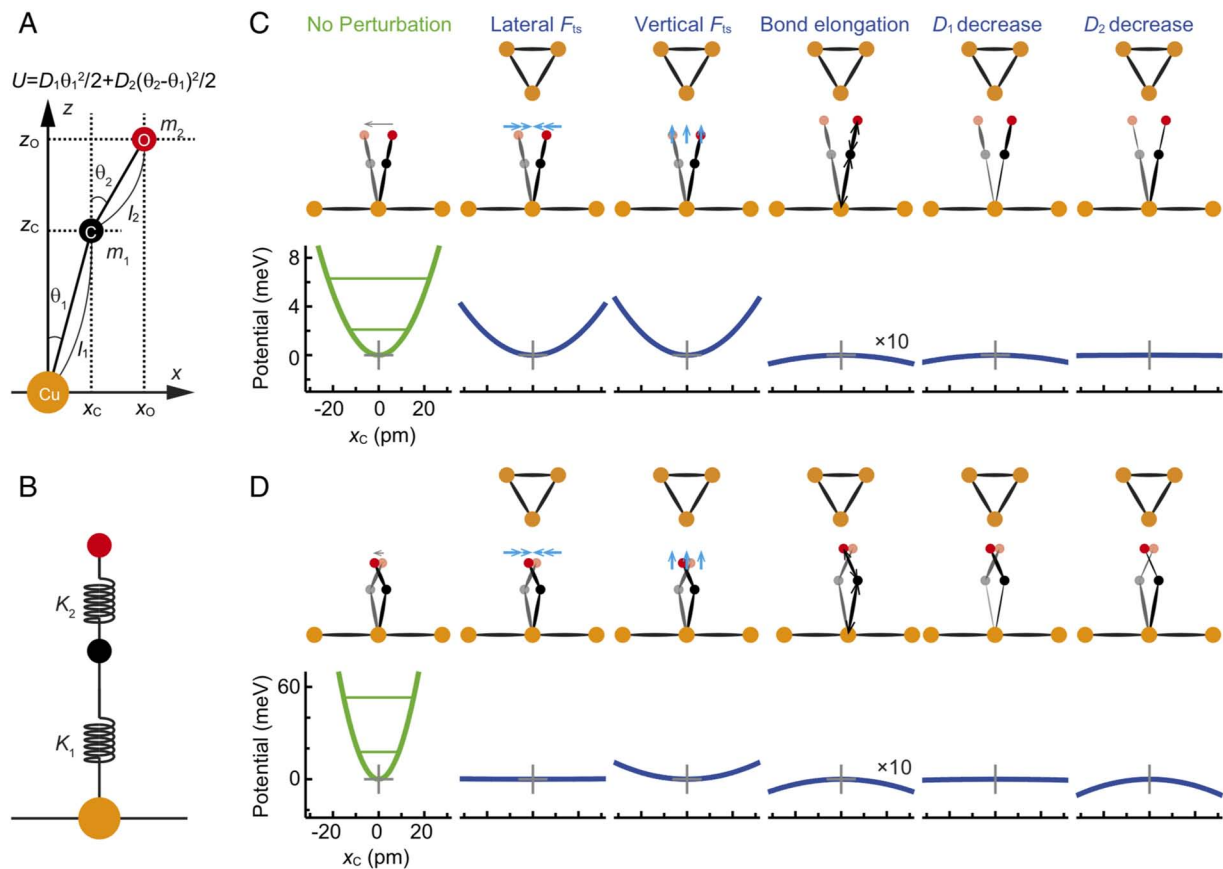 A
U=D₁θ₁²/2+D₂(θ₂-θ₁)²/2
z
z_O
O
m₂
θ₂
l₂
z_C
C
m₁
θ₁
l₁
Cu
x
x_C
x_O
B
K₂
K₁
C
No Perturbation
Lateral F_ts
Vertical F_ts
Bond elongation
D₁ decrease
D₂ decrease
Potential (meV)
8
4
0
×10
-20
0
20
x_C (pm)
D
Potential (meV)
60
0
×10
-20
0
20
x_C (pm)